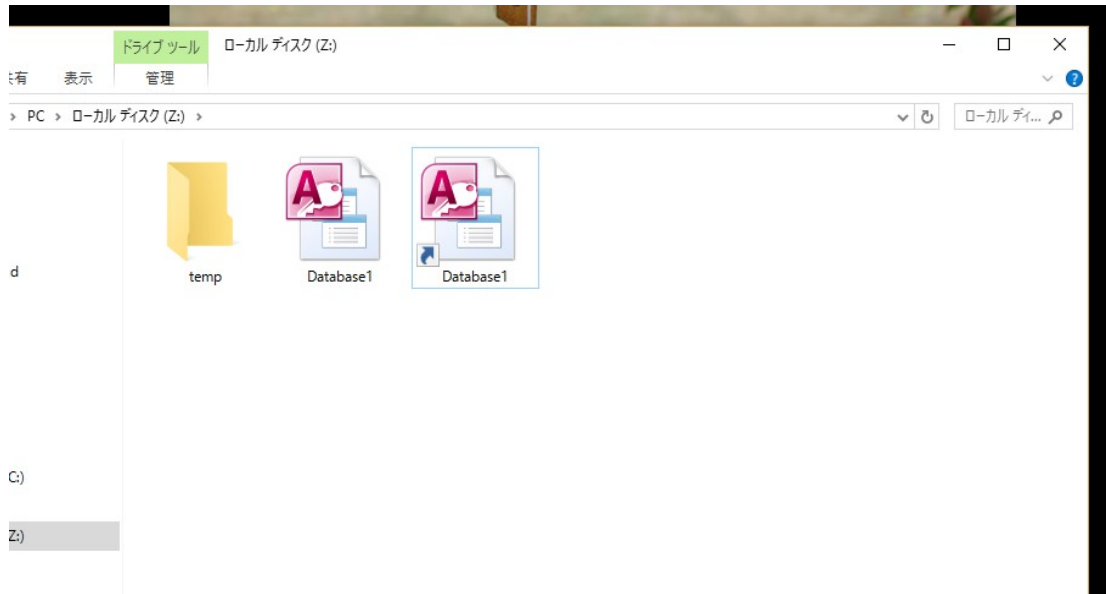 ドライブ ツール ローカル ディスク (Z:)
共有 表示 管理
PC ローカル ディスク (Z:) ローカル ディ...
temp Database1 Database1
d
C:)
Z:)